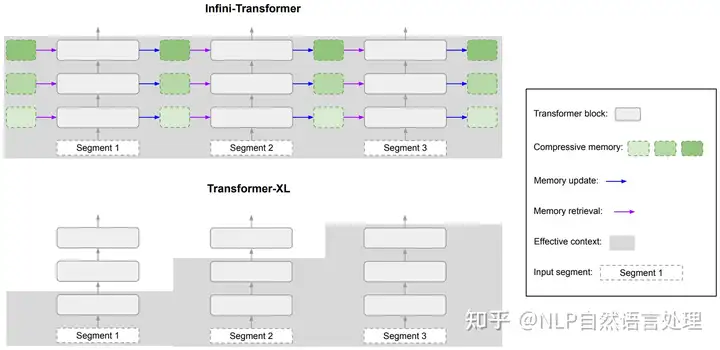 Infini-Transformer
Segment 1
Segment 2
Segment 3
Transformer-XL
Segment 1
Segment 2
Segment 3
Transformer block:
Compressive memory:
Memory update:
Memory retrieval:
Effective context:
Input segment:
Segment 1
知乎 @NLP自然语言处理